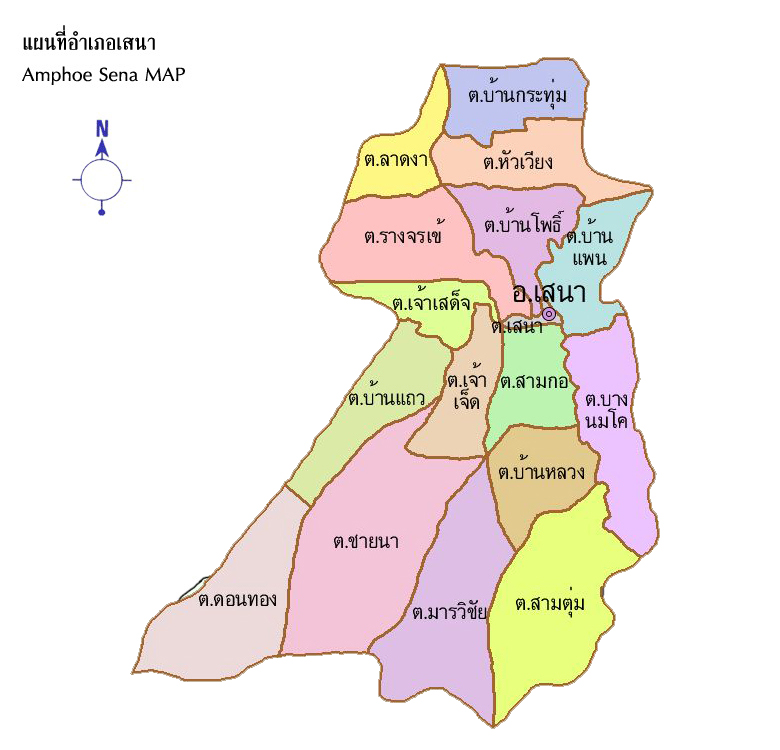 แผนที่อำเภอเสนา
Amphoe Sena MAP
N
ต.บ้านกระทุ่ม
ต.ลาดงา
ต.หัวเวียง
ต.รางจรเข้
ต.บ้านโพธิ์
ต.บ้าน
แพน
อ.เสนา
ต.เจ้าเสด็จ
ต.เสนา
ต.บ้านแถว
ต.เจ้า
เจ็ด
ต.สามกอ
ต.บาง
นมโค
ต.บ้านหลวง
ต.ชายนา
ต.ดอนทอง
ต.มารวิชัย
ต.สามตุ่ม